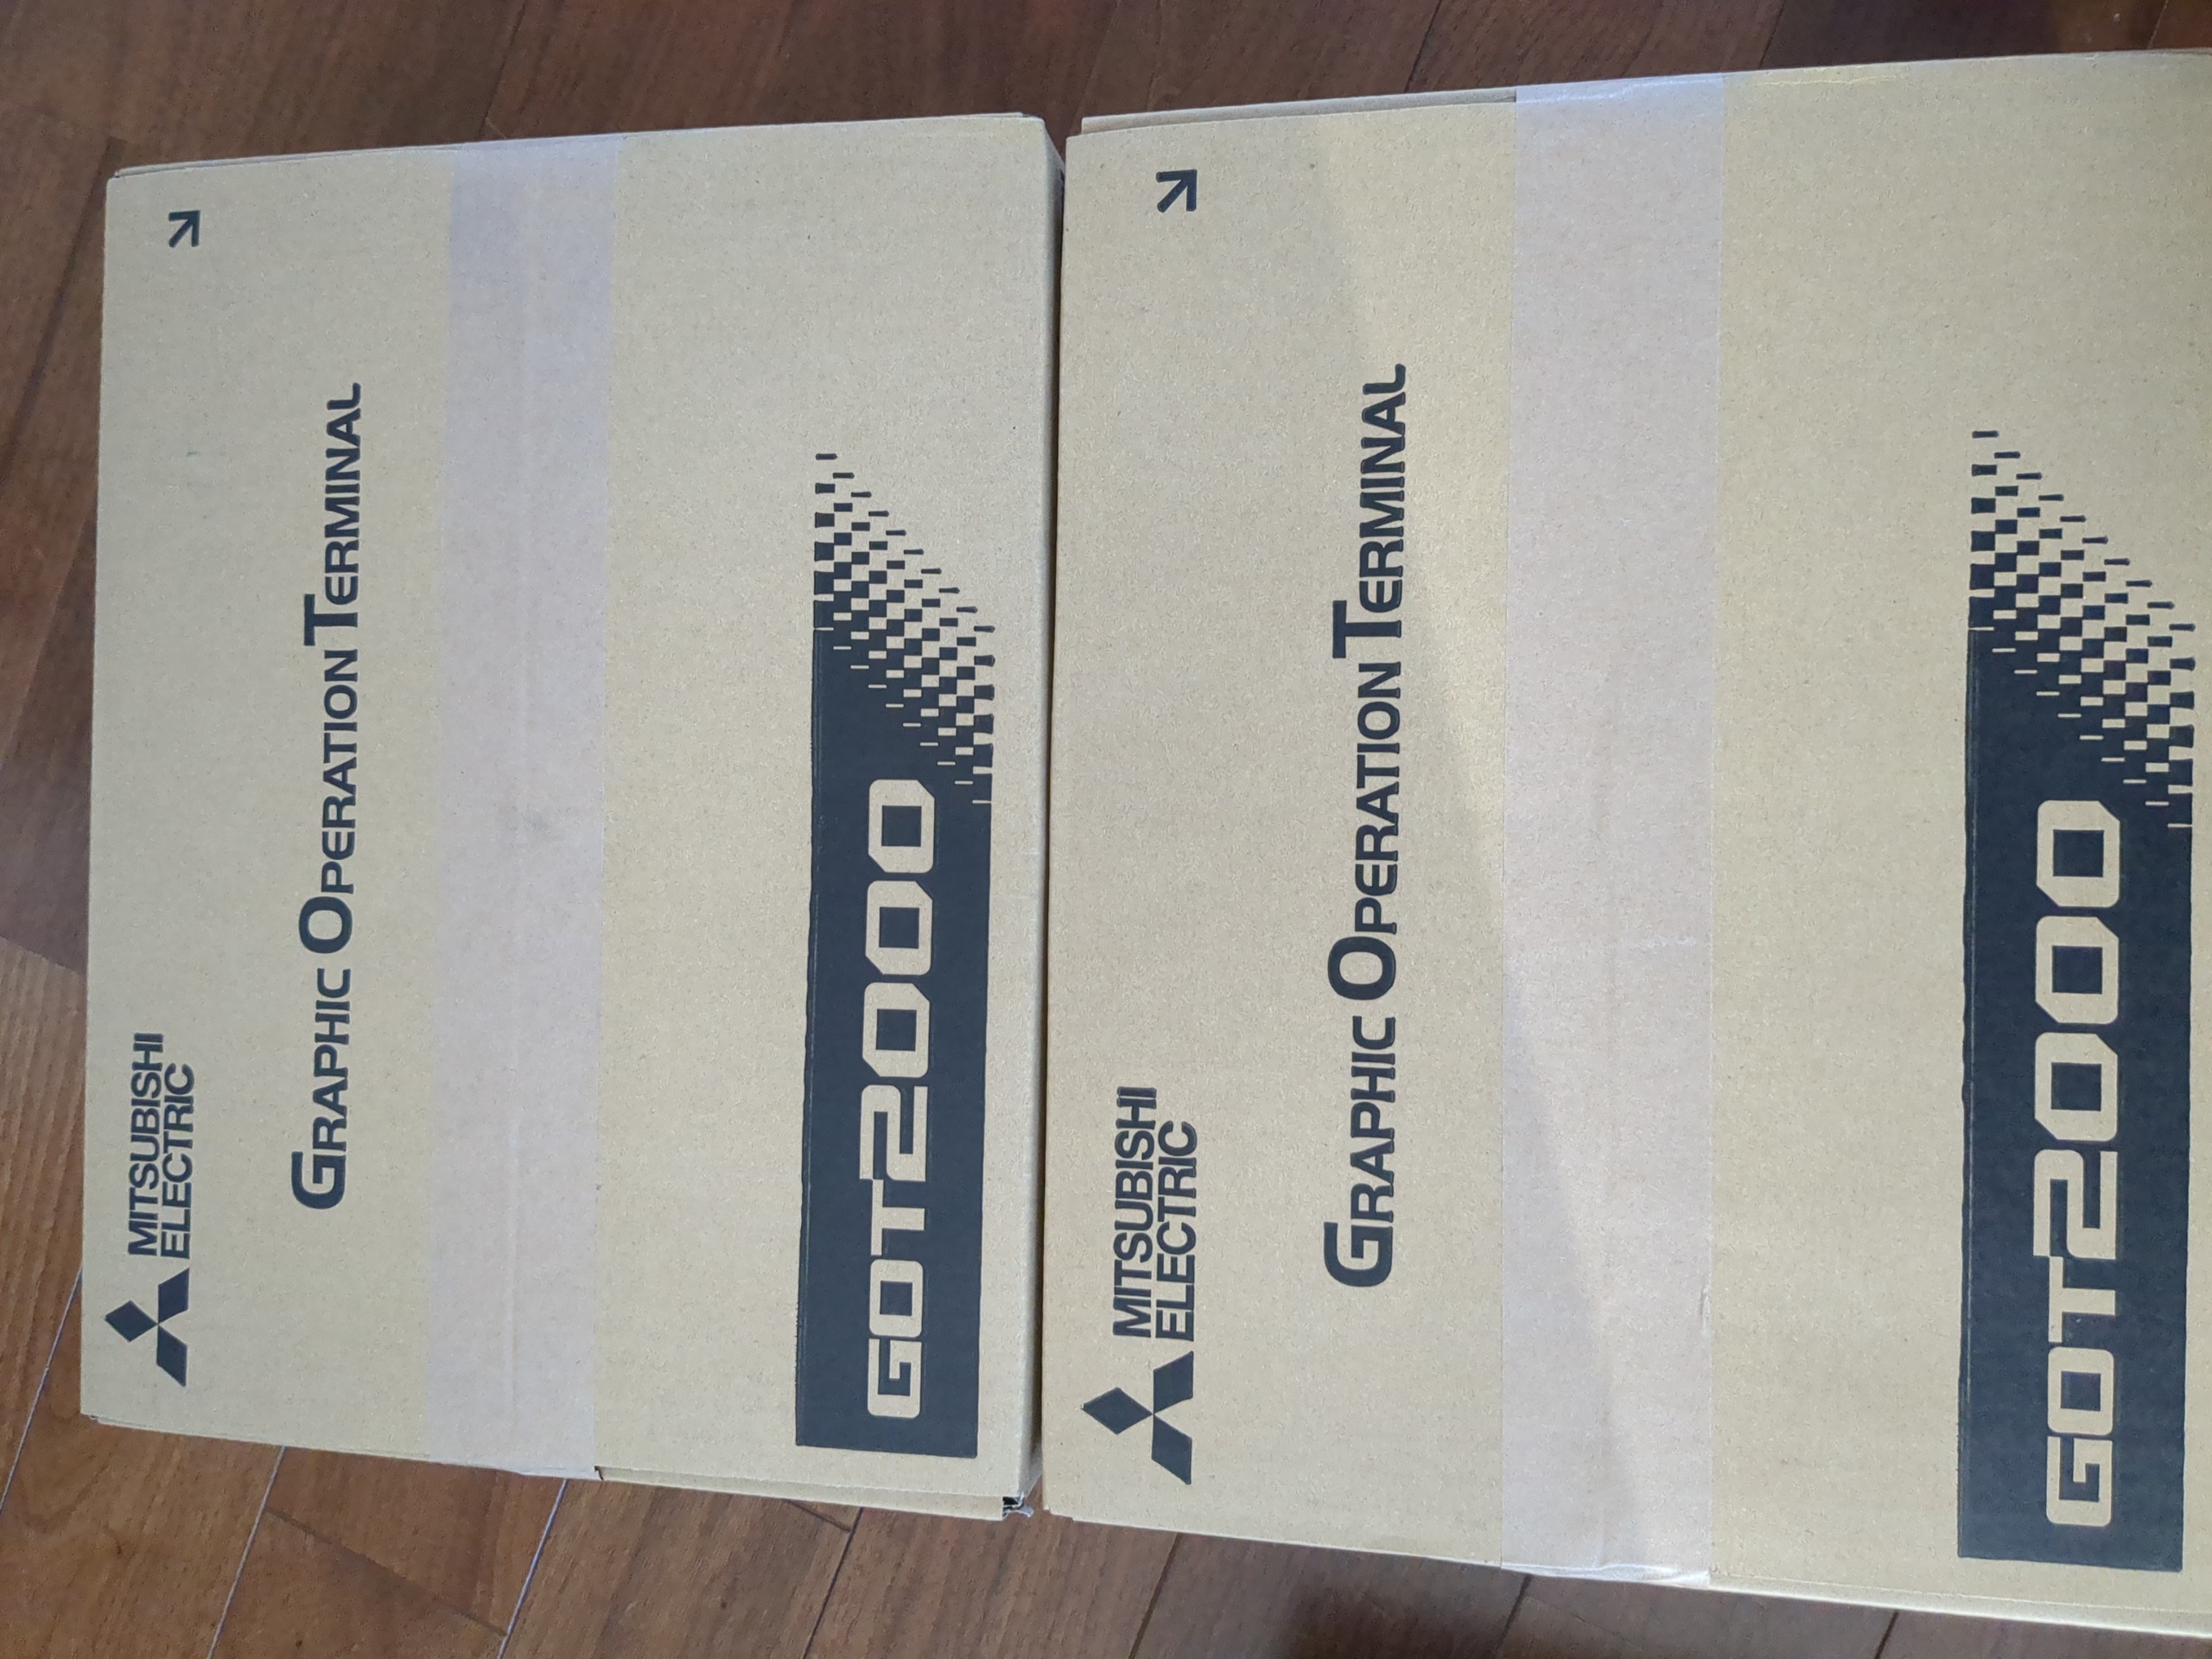 MITSUBISHI
ELECTRIC
GRAPHIC OPERATION TERMINAL
GOT2000
MITSUBISHI
ELECTRIC
GRAPHIC OPERATION TERMINAL
GOT2000